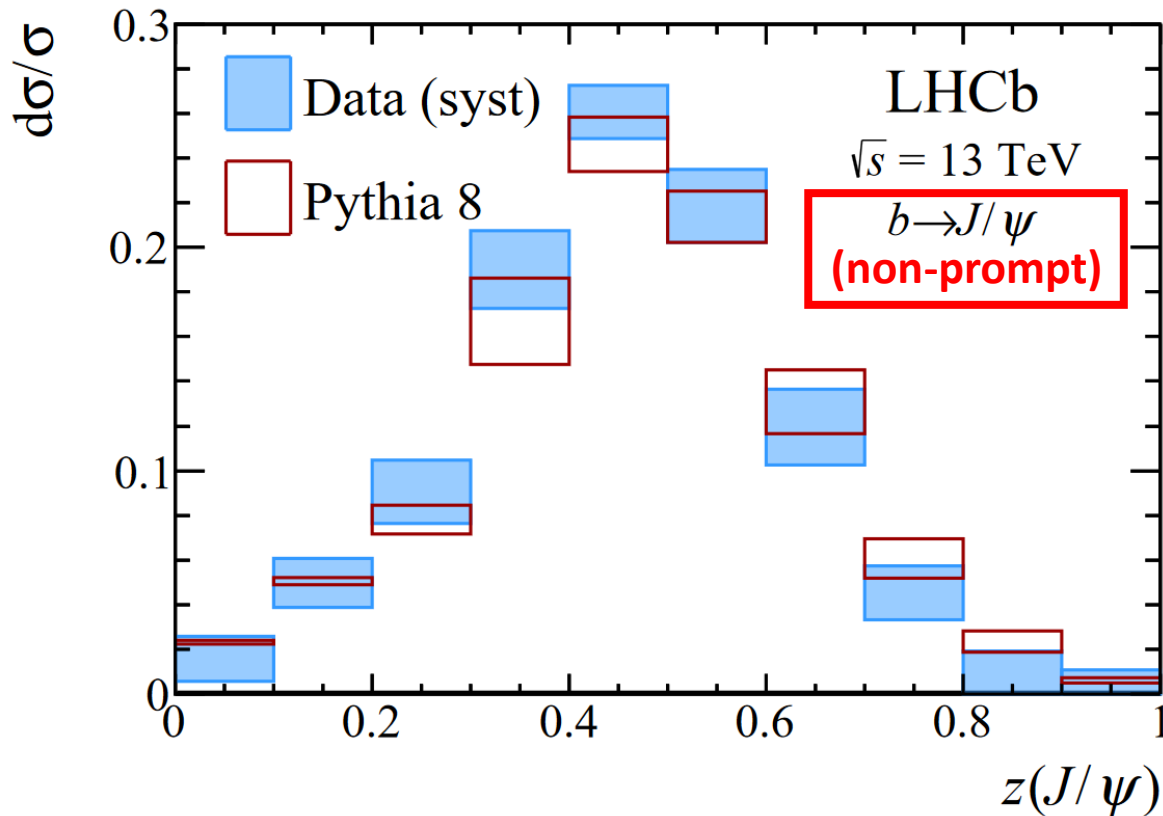 dσ/σ
0.3
0.2
0.1
0
Data (syst)
Pythia 8
LHCb
√s = 13 TeV
b→J/ψ
(non-prompt)
0 0.2 0.4 0.6 0.8 1
z(J/ψ)